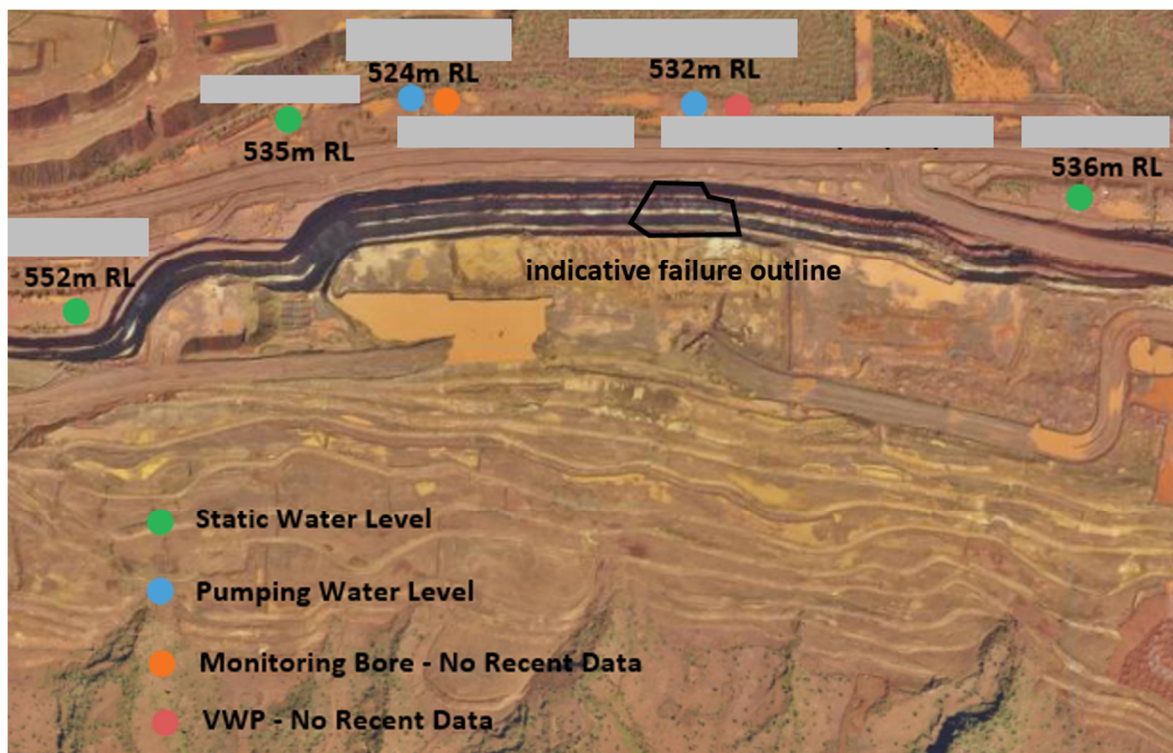 524m RL
532m RL
535m RL
536m RL
indicative failure outline
552m RL
Static Water Level
Pumping Water Level
Monitoring Bore - No Recent Data
VWP - No Recent Data